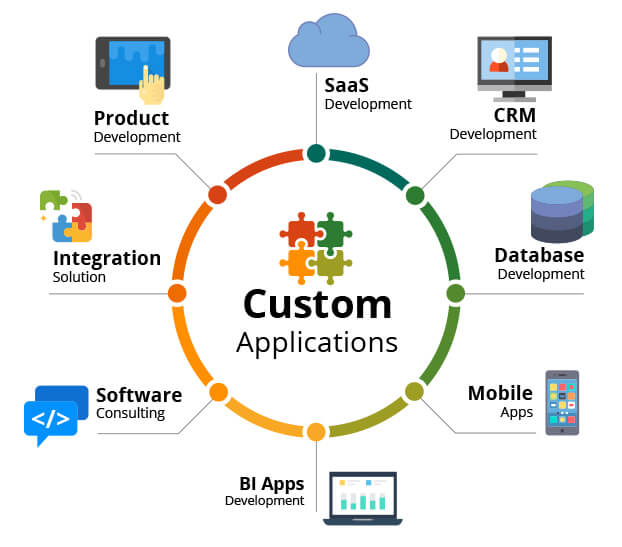 SaaS
Development
CRM
Development
Database
Development
Mobile
Apps
BI Apps
Development
Software
Consulting
</>
Integration
Solution
Product
Development
Custom
Applications